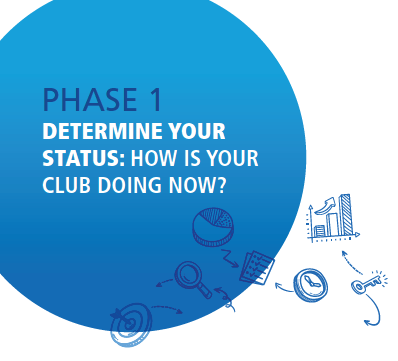 PHASE 1
DETERMINE YOUR
STATUS: HOW IS YOUR
CLUB DOING NOW?